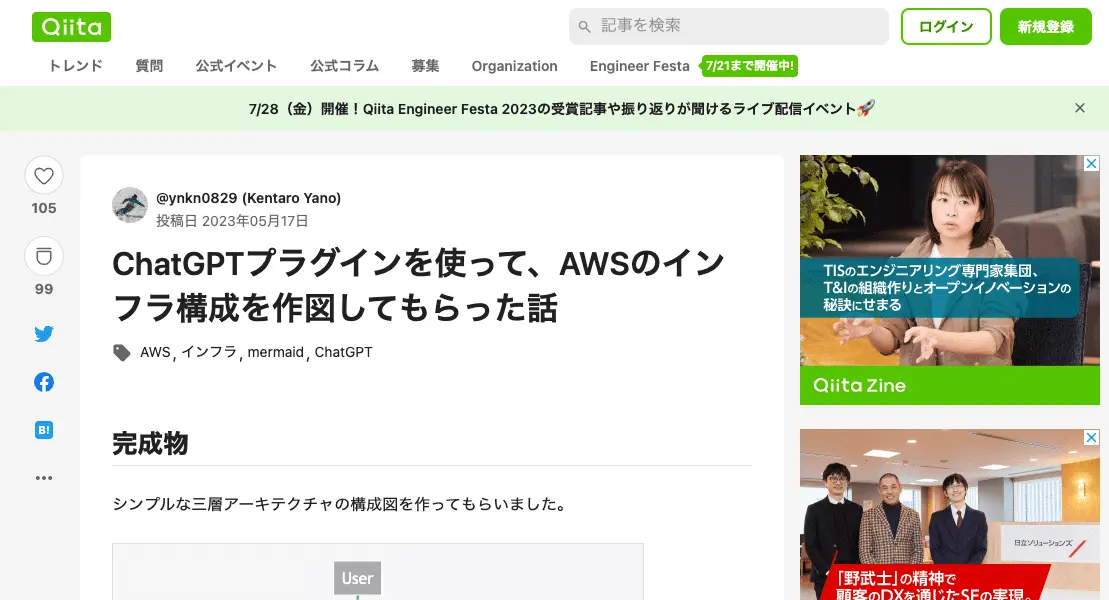 Qiita
記事を検索
ログイン
新規登録
トレンド
質問
公式イベント
公式コラム
募集
Organization
Engineer Festa
7/21まで開催中!
7/28（金）開催！Qiita Engineer Festa 2023の受賞記事や振り返りが聞けるライブ配信イベント🚀
105
99
B!
@ynkn0829 (Kentaro Yano)
投稿日 2023年05月17日
ChatGPTプラグインを使って、AWSのイン
フラ構成を作図してもらった話
AWS, インフラ, mermaid, ChatGPT
完成物
シンプルな三層アーキテクチャの構成図を作ってもらいました。
User
TISのエンジニアリング専門家集団、
T&Iの組織作りとオープンイノベーションの
秘訣にせまる
Qiita Zine
日立ソリューションズ
「野武士」の精神で
顧客のDXを通じたSEの実現。